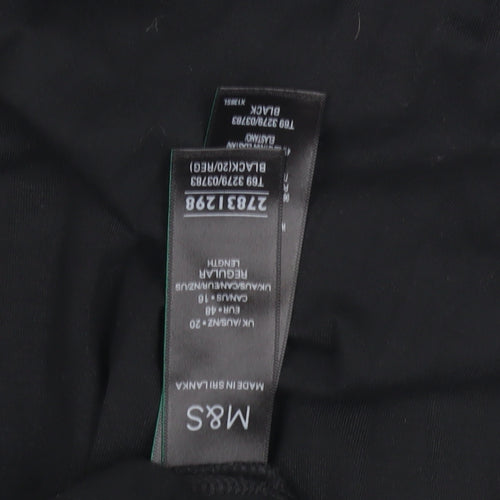 M&S
MADE IN SRI LANKA
UK/AUS/NZ • 20
EUR • 48
CAN/US • 16
UK/AUS/CAN/EUR/NZ/US
REGULAR
LENGTH
27831298
T69 3279/03783
BLACK(20/REG)
ELASTANE
T69 3279/03783
BLACK